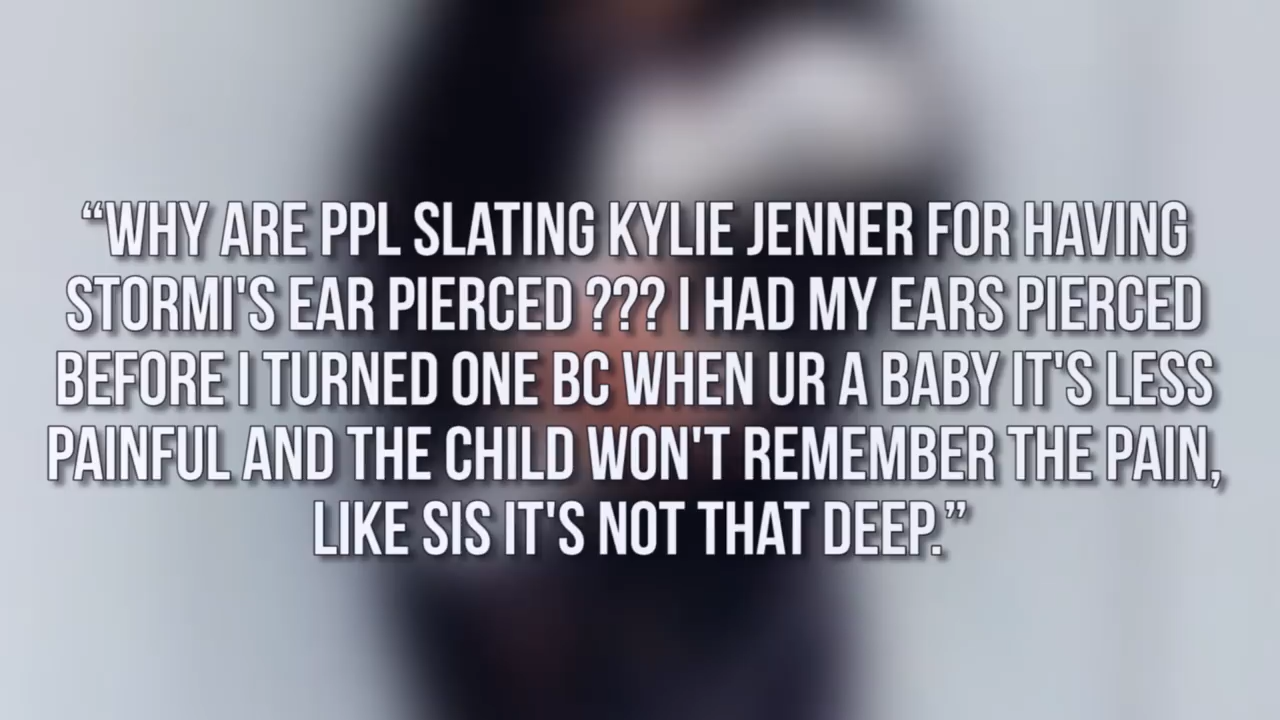 “WHY ARE PPL SLATING KYLIE JENNER FOR HAVING
STORMI'S EAR PIERCED ??? I HAD MY EARS PIERCED
BEFORE I TURNED ONE BC WHEN UR A BABY IT'S LESS
PAINFUL AND THE CHILD WON'T REMEMBER THE PAIN,
LIKE SIS IT'S NOT THAT DEEP.”